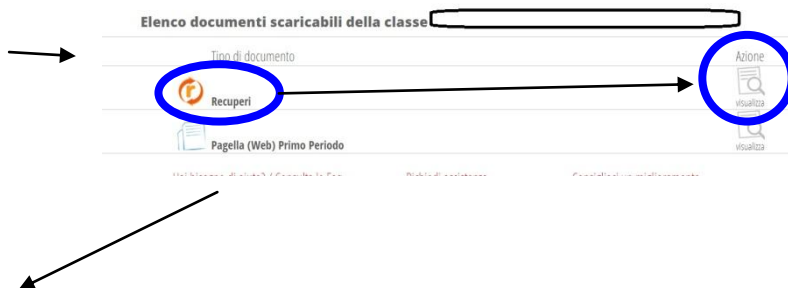 Elenco documenti scaricabili della classe
Tipo di documento Azione
Recuperi visualizza
Pagella (Web) Primo Periodo visualizza